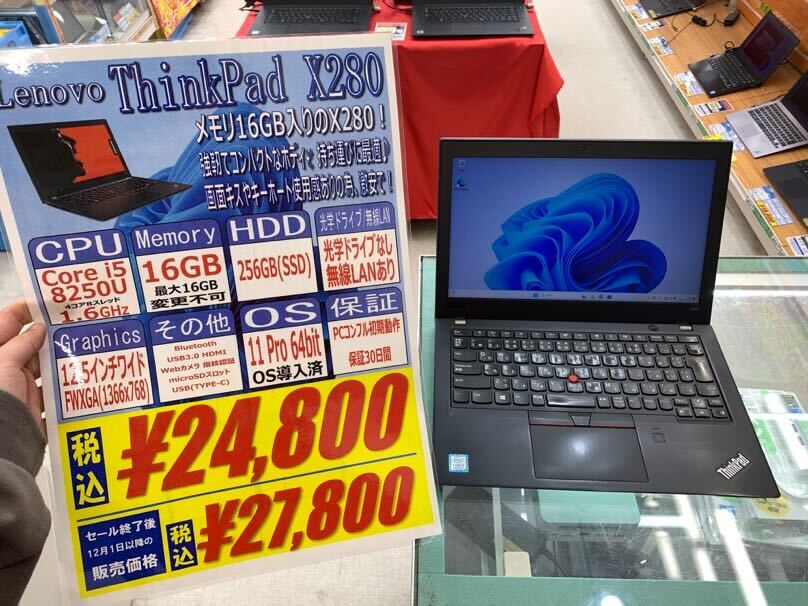 Lenovo ThinkPad X280
メモリ16GB入りのX280！
強靭でコンパクトなボディ、持ち運びに最適♪
画面キスやキーボート使用感ありの為、激安で！
CPU
Core i5
8250U
4コア8スレッド
1.6GHz
Memory
16GB
最大16GB
変更不可
HDD
256GB(SSD)
光学ドライブ/無線LAN
光学ドライブなし
無線LANあり
Graphics
12.5インチワイド
FWXGA(1366x768)
その他
Bluetooth
USB3.0 HDMI
Webカメラ 指紋認証
microSDスロット
USB(TYPE-C)
OS
11 Pro 64bit
OS導入済
保証
PCコンフル初期動作
保証30日間
税込
¥24,800
セール終了後
12月1日以降の
販売価格
税込
¥27,800
ThinkPad